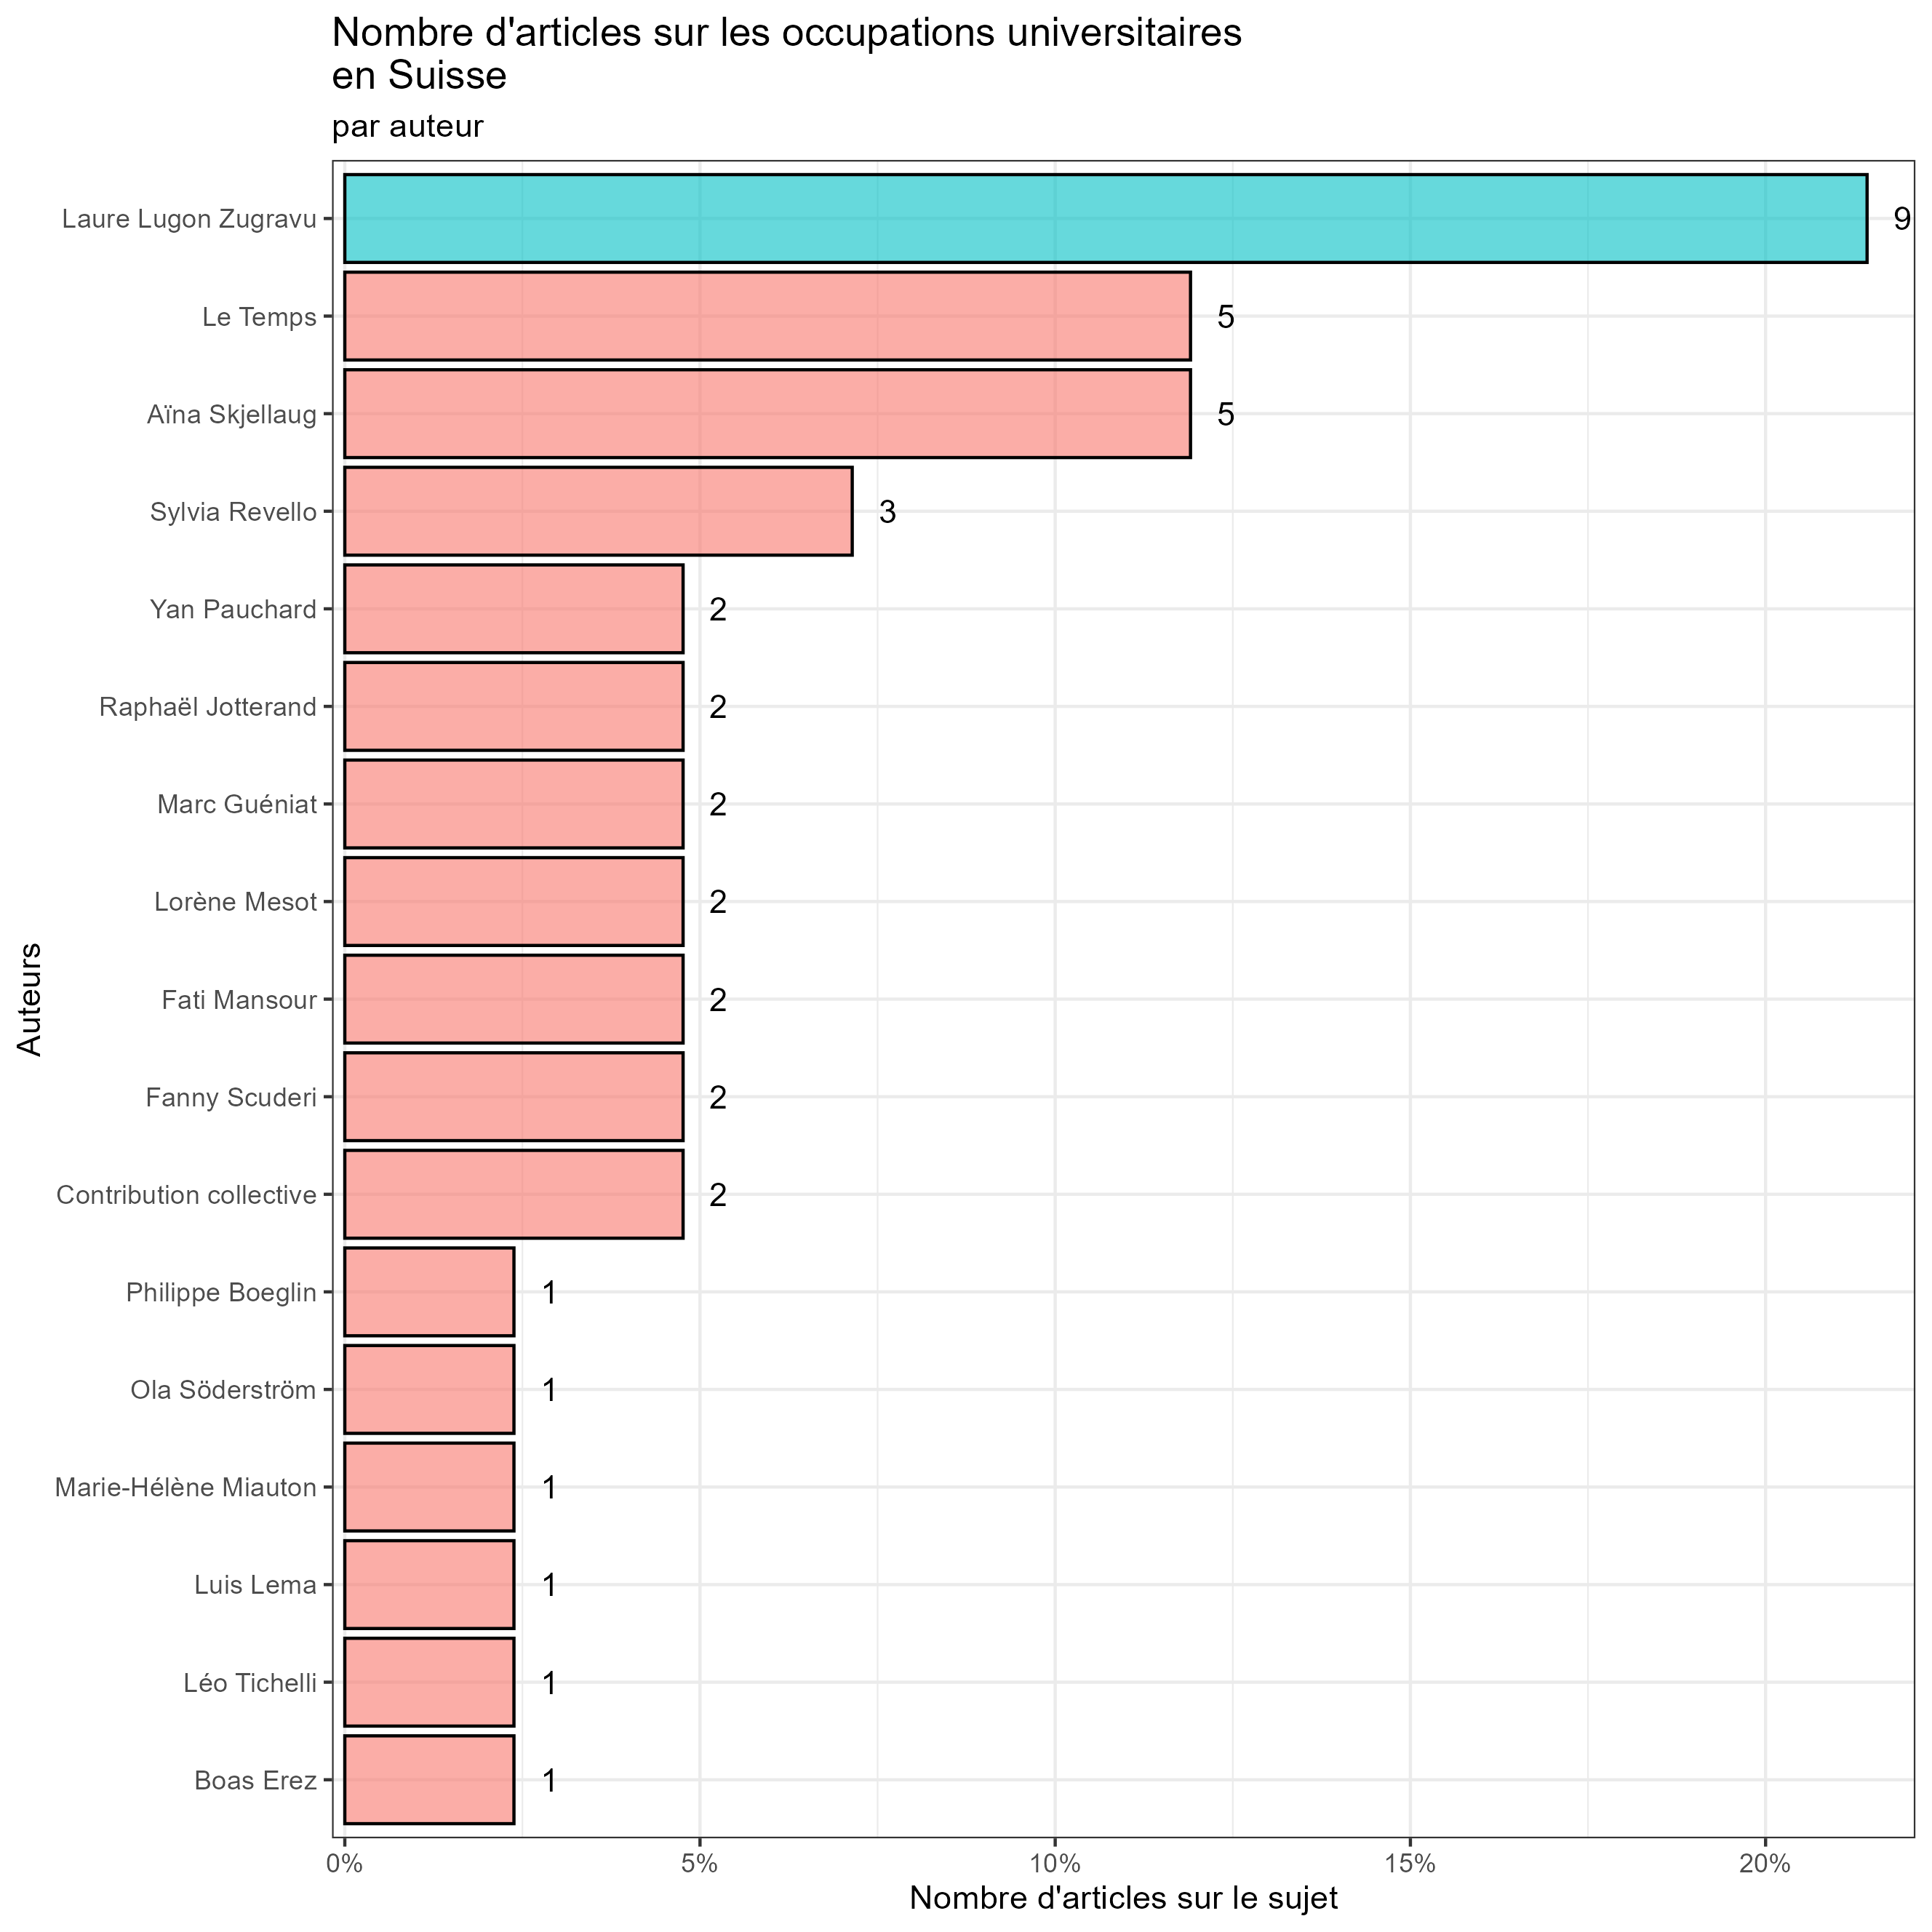 Nombre d'articles sur les occupations universitaires
en Suisse
par auteur
Laure Lugon Zugravu 9
Le Temps 5
Aïna Skjellaug 5
Sylvia Revello 3
Yan Pauchard 2
Raphaël Jotterand 2
Marc Guéniat 2
Lorène Mesot 2
Fati Mansour 2
Fanny Scuderi 2
Contribution collective 2
Philippe Boeglin 1
Ola Söderström 1
Marie-Hélène Miauton 1
Luis Lema 1
Léo Tichelli 1
Boas Erez 1
Auteurs
0% 5% 10% 15% 20%
Nombre d'articles sur le sujet